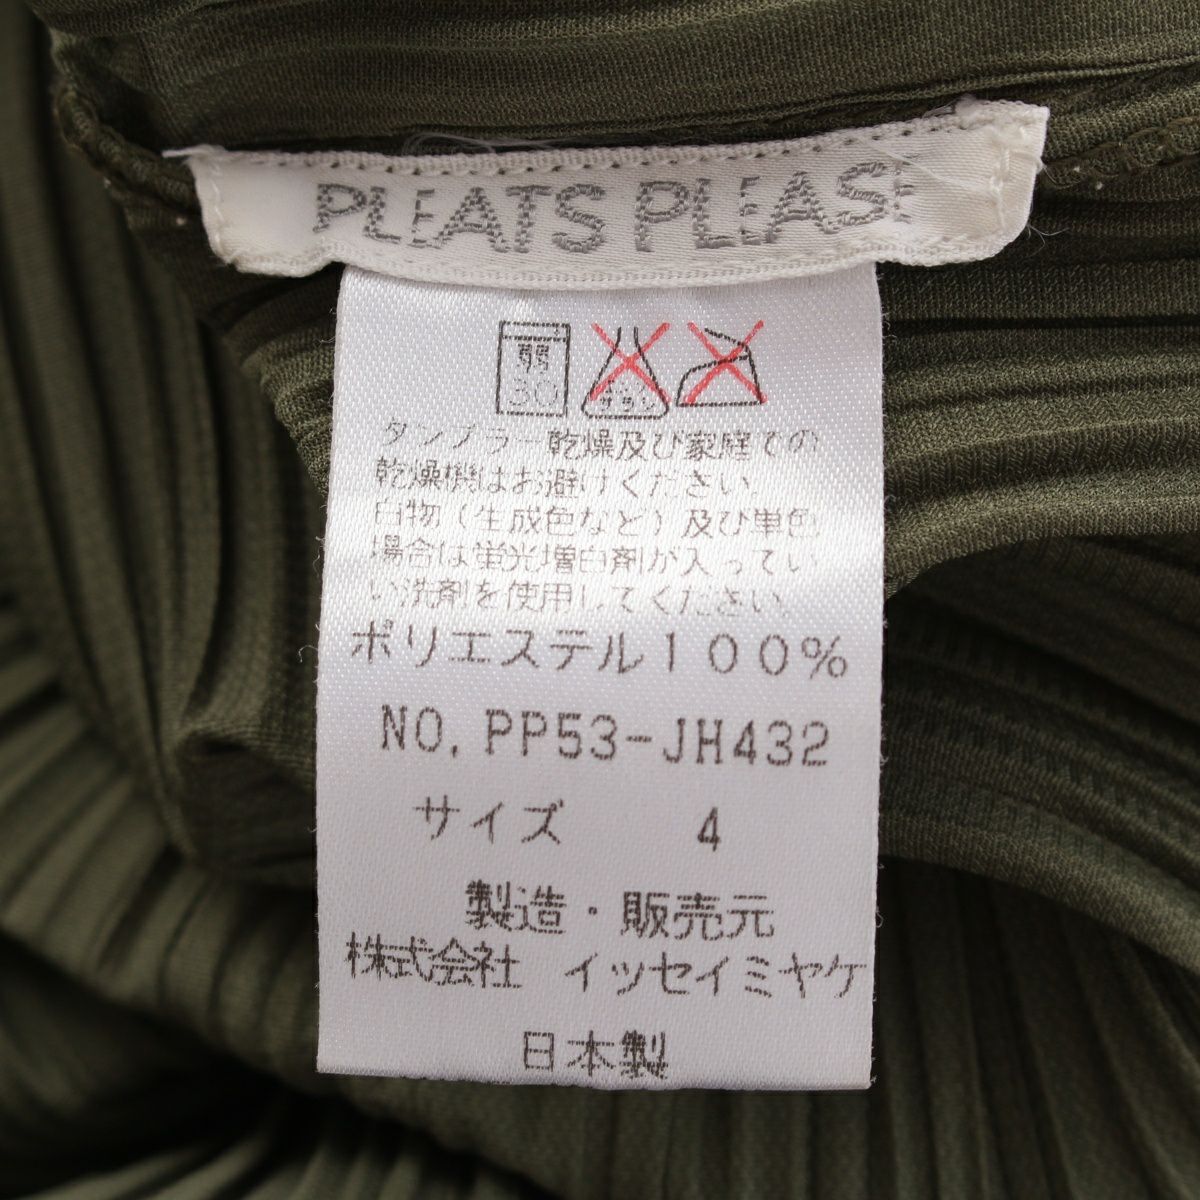 PLEATS PLEASE
弱
30
サラシ
タンブラー乾燥及び家庭での
乾燥機はお避けください。
白物（生成色など）及び単色
場合は蛍光増白剤が入ってい
い洗剤を使用してください。
ポリエステル100%
NO. PP53-JH432
サイズ 4
製造・販売元
株式会社 イッセイミヤケ
日本製